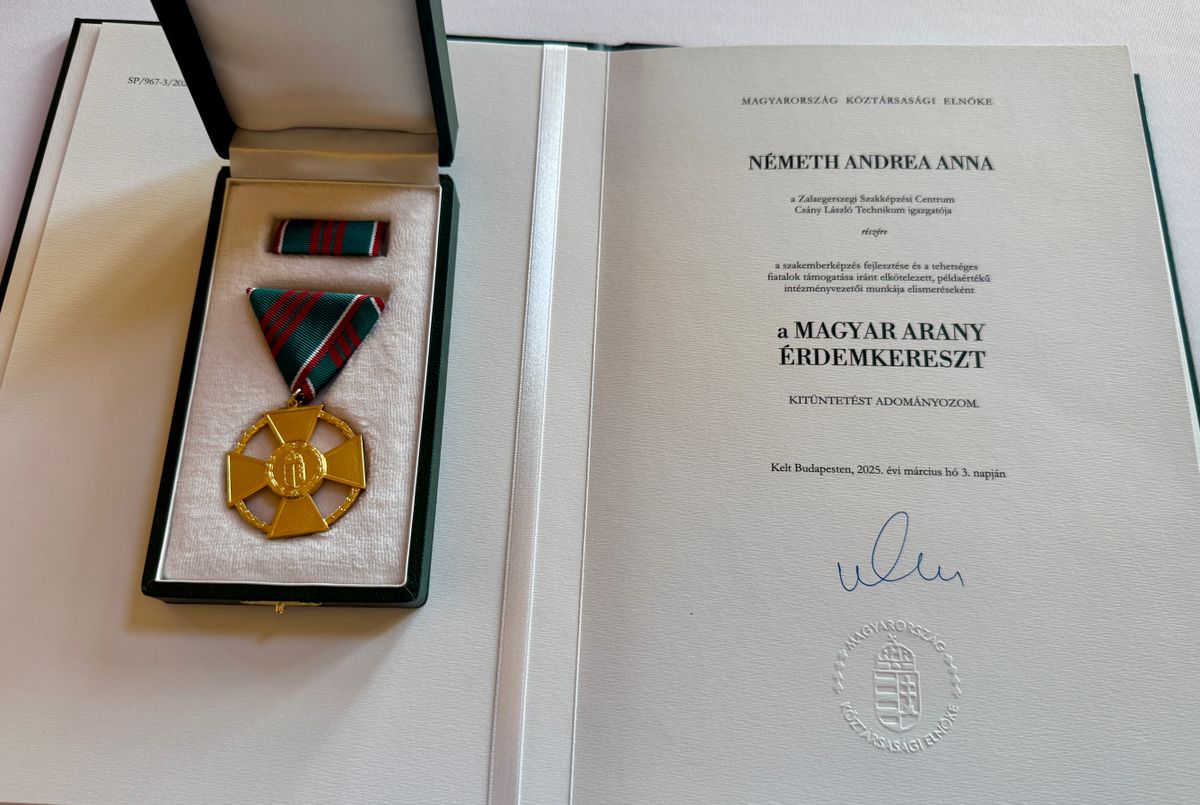 SP/967-3/202
MAGYARORSZÁG KÖZTÁRSASÁGI ELNÖKE
NÉMETH ANDREA ANNA
a Zalaegerszegi Szakképzési Centrum
Csány László Technikum igazgatója
részére
a szakemberképzés fejlesztése és a tehetséges
fiatalok támogatása iránt elkötelezett, példaértékű
intézményvezetői munkája elismeréseként
a MAGYAR ARANY
ÉRDEMKERESZT
KITÜNTETÉST ADOMÁNYOZOM.
Kelt Budapesten, 2025. évi március hó 3. napján
MAGYARORSZÁG
KÖZTÁRSASÁGI ELNÖKE